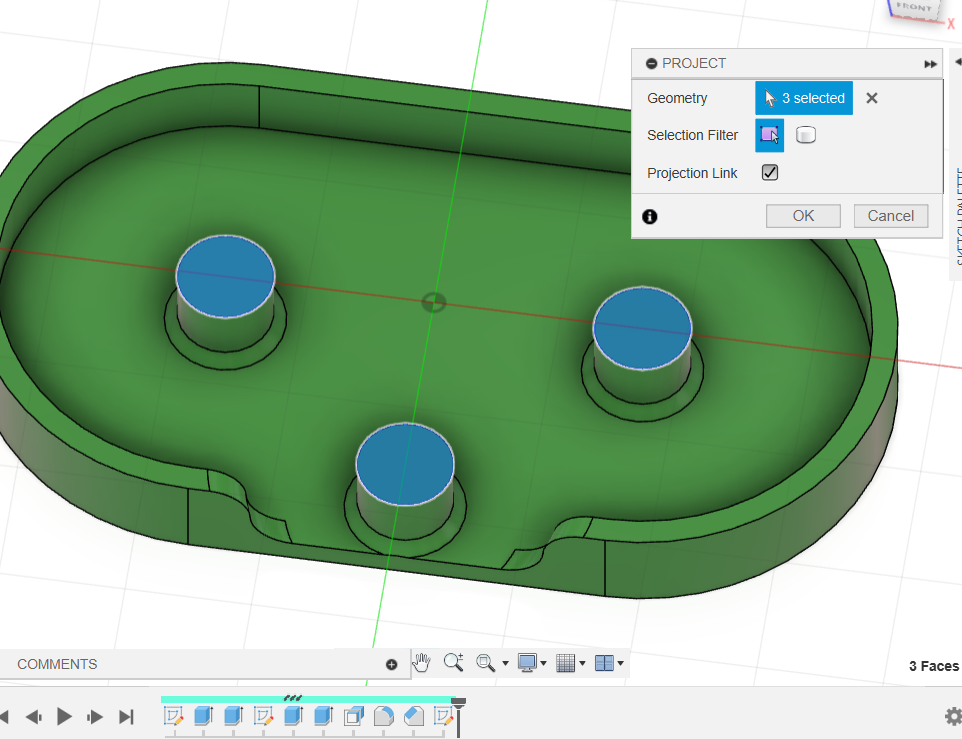 FRONT
X
PROJECT
Geometry
3 selected
Selection Filter
Projection Link
OK
Cancel
SKETCH PALETTE
COMMENTS
3 Faces